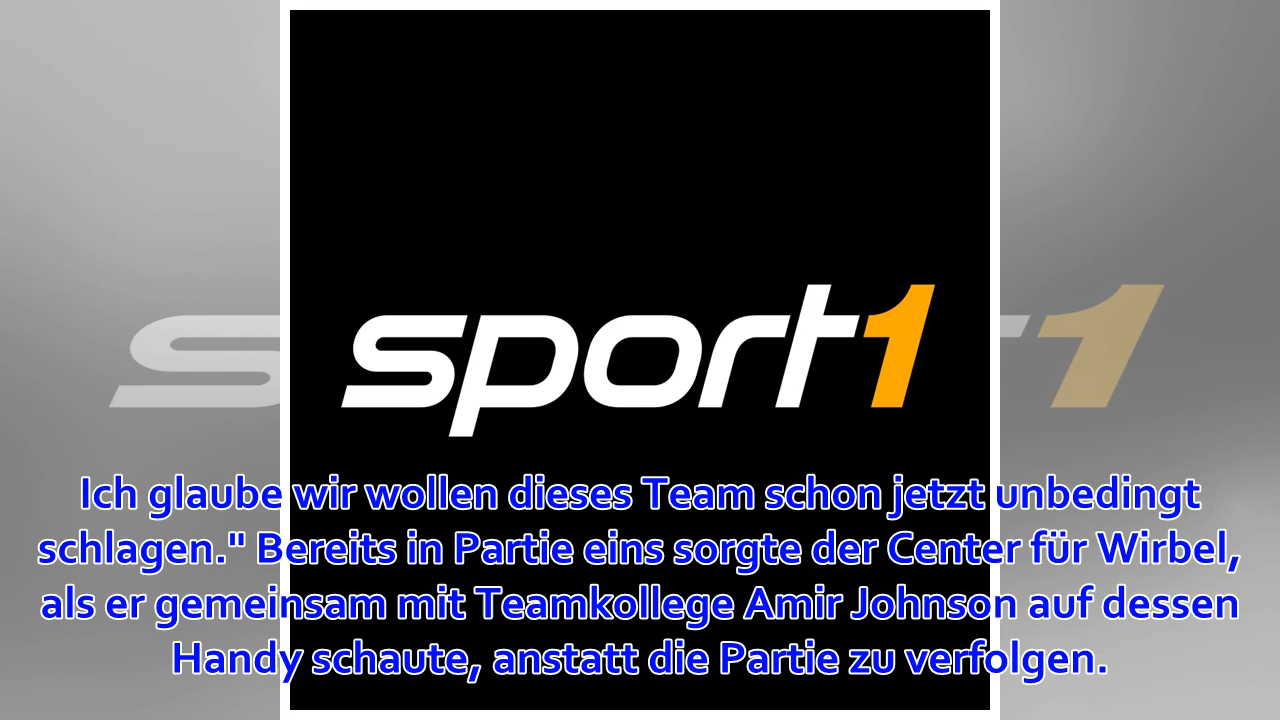 sport1
Ich glaube wir wollen dieses Team schon jetzt unbedingt
schlagen." Bereits in Partie eins sorgte der Center für Wirbel,
als er gemeinsam mit Teamkollege Amir Johnson auf dessen
Handy schaute, anstatt die Partie zu verfolgen.